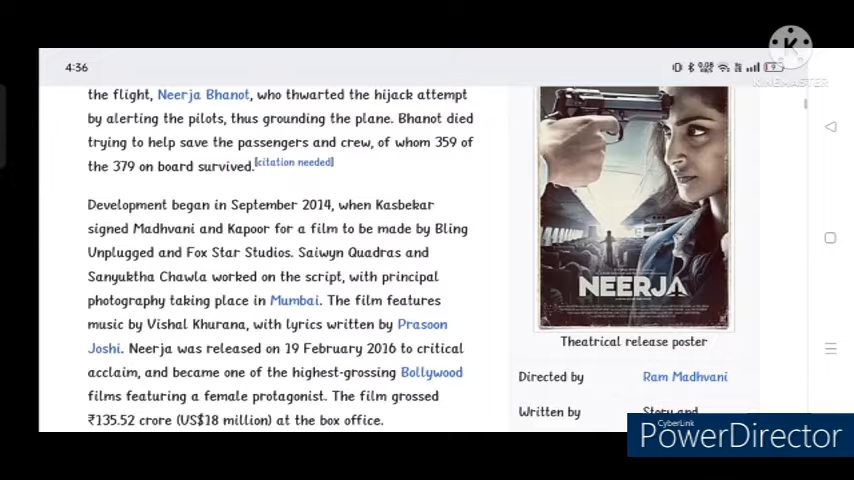 4:36
0.08
KB/S
9
K
KINEMASTER
the flight, Neerja Bhanot, who thwarted the hijack attempt
by alerting the pilots, thus grounding the plane. Bhanot died
trying to help save the passengers and crew, of whom 359 of
the 379 on board survived.[citation needed]
Development began in September 2014, when Kasbekar
signed Madhvani and Kapoor for a film to be made by Bling
Unplugged and Fox Star Studios. Saiwyn Quadras and
Sanyuktha Chawla worked on the script, with principal
photography taking place in Mumbai. The film features
music by Vishal Khurana, with lyrics written by Prasoon
Joshi. Neerja was released on 19 February 2016 to critical
acclaim, and became one of the highest-grossing Bollywood
films featuring a female protagonist. The film grossed
₹135.52 crore (US$18 million) at the box office.
NEERJA
Theatrical release poster
Directed by Ram Madhvani
Written by Story and
CyberLink
PowerDirector